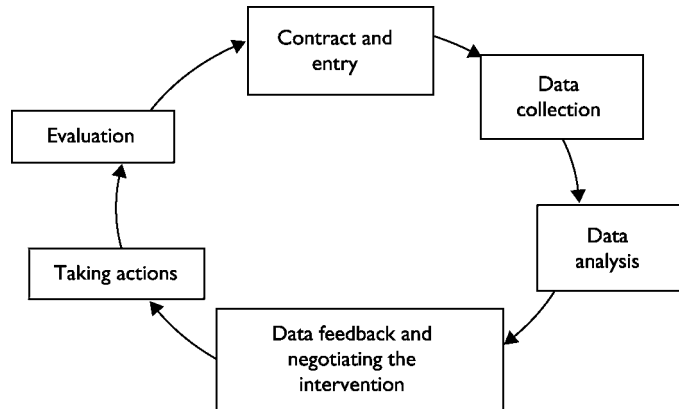 Contract and
entry
Data
collection
Data
analysis
Data feedback and
negotiating the
intervention
Taking actions
Evaluation